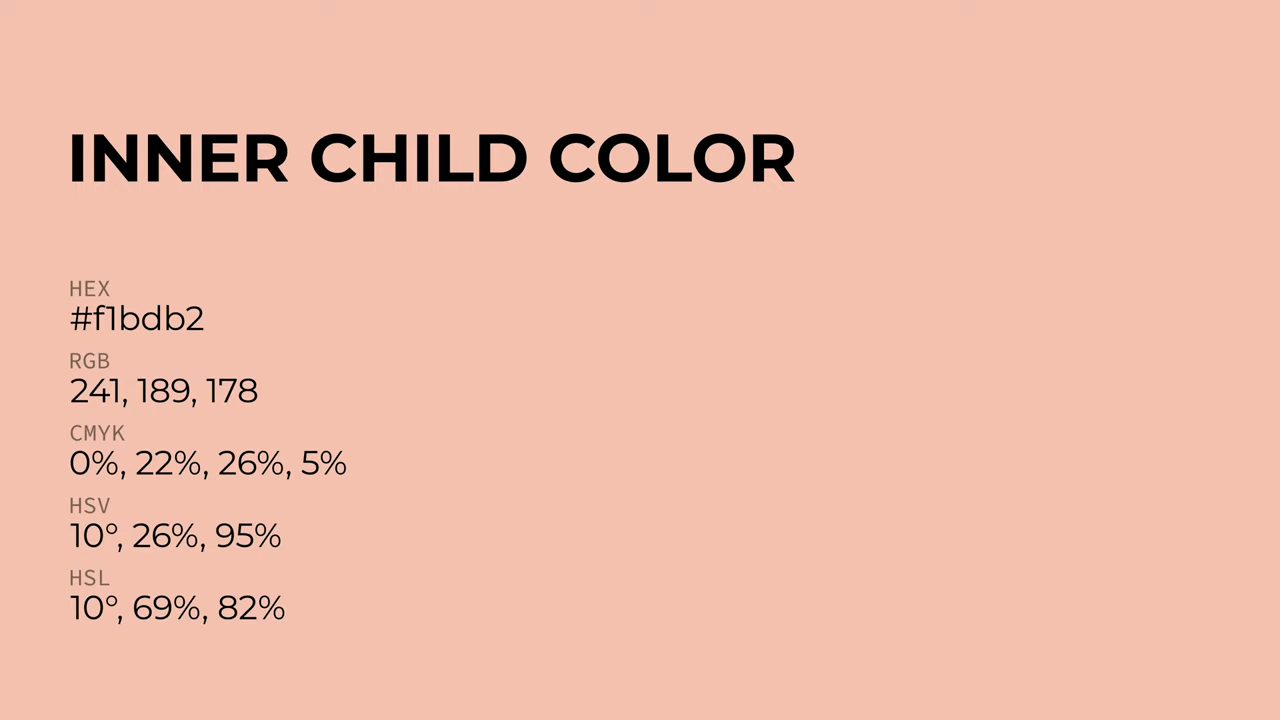 INNER CHILD COLOR
HEX
#f1bdb2
RGB
241, 189, 178
CMYK
0%, 22%, 26%, 5%
HSV
10°, 26%, 95%
HSL
10°, 69%, 82%